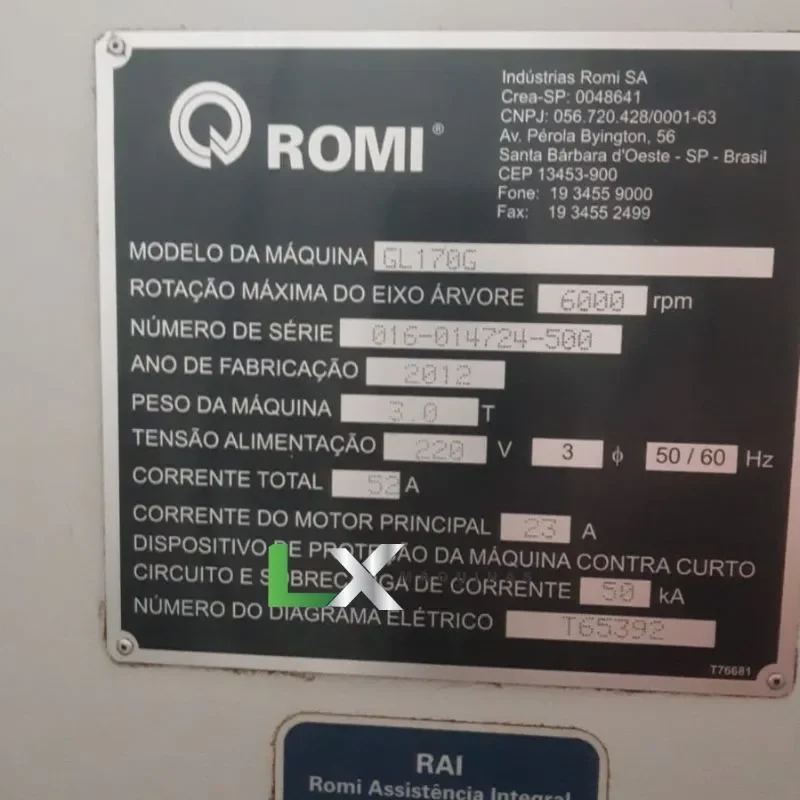 ROMI®
Indústrias Romi SA
Crea-SP: 0048641
CNPJ: 056.720.428/0001-63
Av. Pérola Byington, 56
Santa Bárbara d'Oeste - SP - Brasil
CEP 13453-900
Fone: 19 3455 9000
Fax: 19 3455 2499
MODELO DA MÁQUINA GL170G
ROTAÇÃO MÁXIMA DO EIXO ÁRVORE 6000 rpm
NÚMERO DE SÉRIE 016-014724-500
ANO DE FABRICAÇÃO 2012
PESO DA MÁQUINA 3.0 T
TENSÃO ALIMENTAÇÃO 220 V 3 ϕ 50 / 60 Hz
CORRENTE TOTAL 52 A
CORRENTE DO MOTOR PRINCIPAL 23 A
DISPOSITIVO DE PROTEÇÃO DA MÁQUINA CONTRA CURTO
CIRCUITO E SOBRECARGA DE CORRENTE 50 kA
NÚMERO DO DIAGRAMA ELÉTRICO T65392
T76681
LX
MÁQUINAS
RAI
Romi Assistência Integral